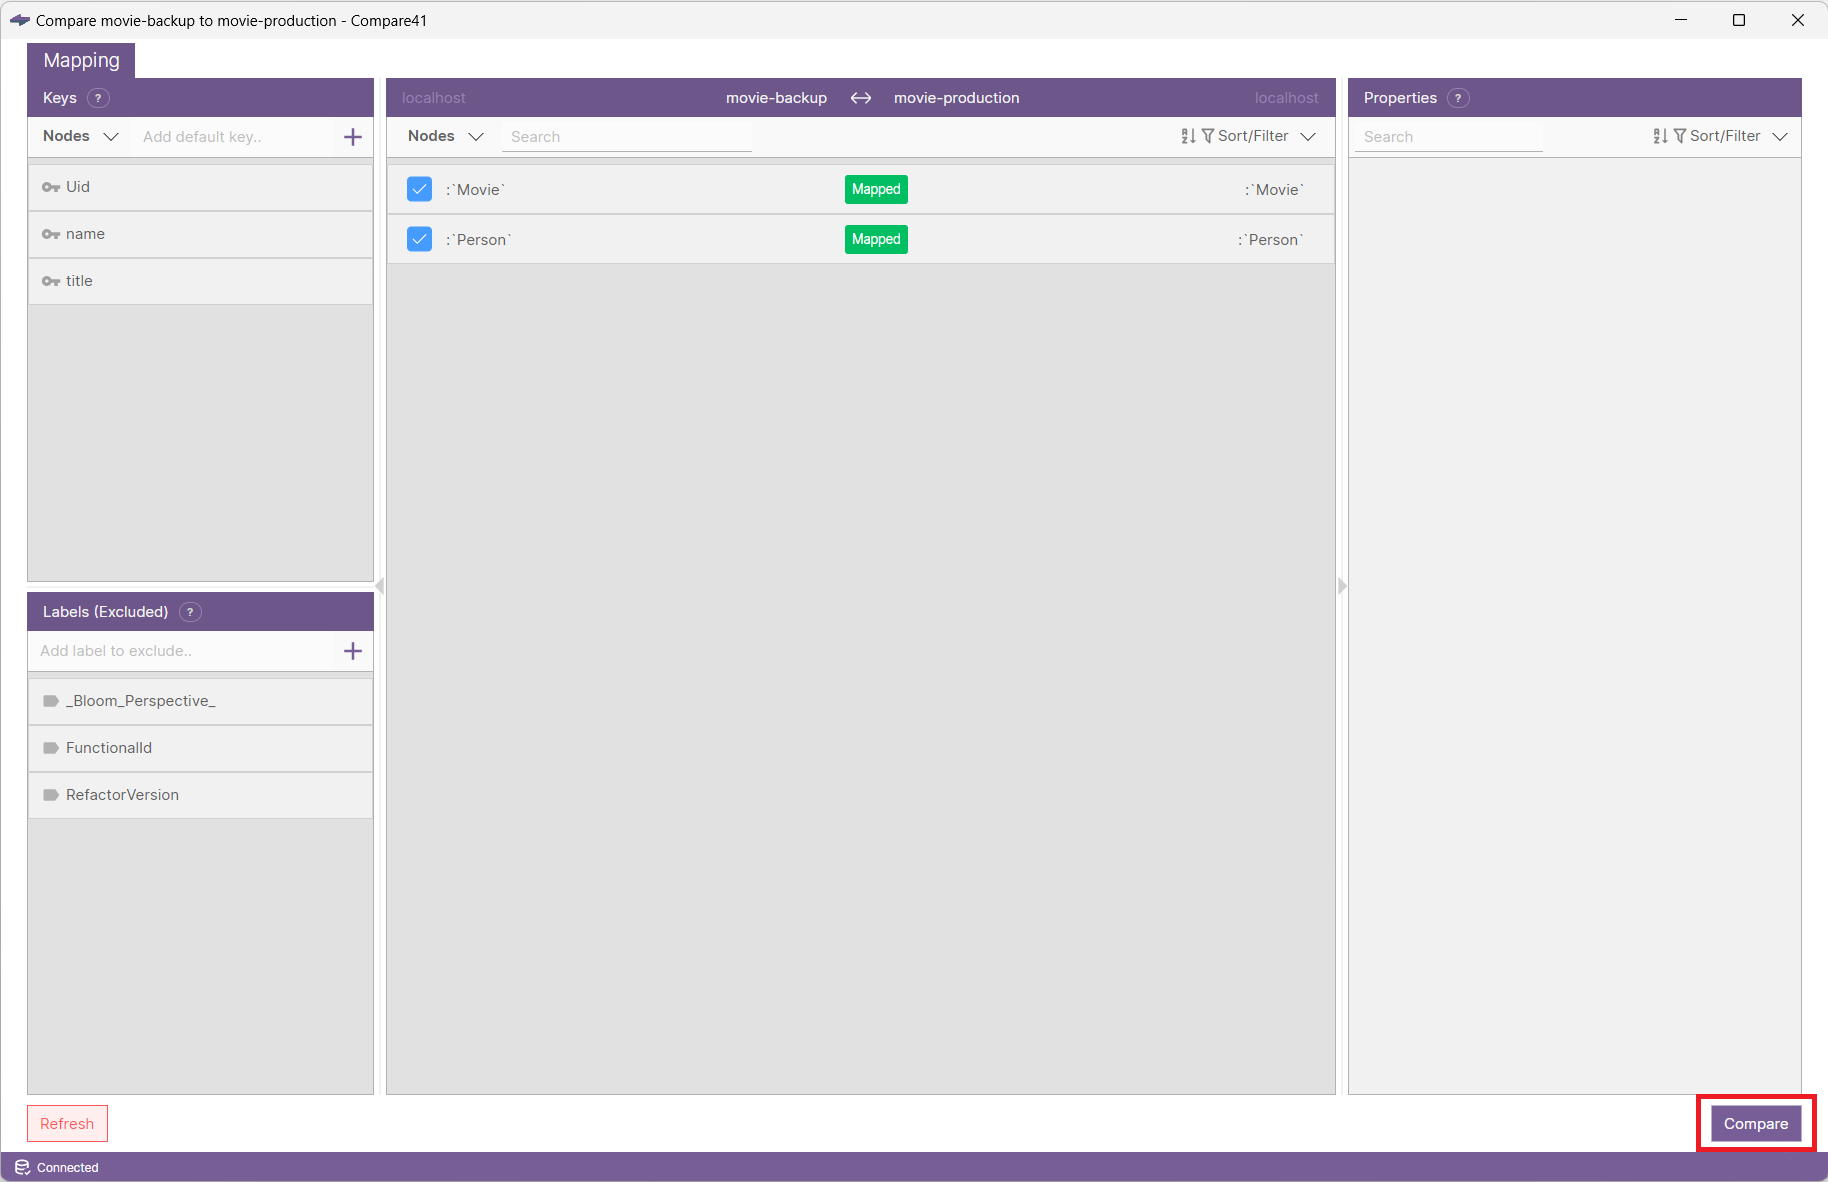 Compare movie-backup to movie-production - Compare41
Mapping
Keys ?
Nodes Add default key..
Uid
name
title
Labels (Excluded) ?
Add label to exclude..
_Bloom_Perspective_
FunctionalId
RefactorVersion
localhost movie-backup movie-production localhost
Nodes Search Sort/Filter
:`Movie` Mapped :`Movie`
:`Person` Mapped :`Person`
Properties ?
Search Sort/Filter
Refresh
Compare
Connected